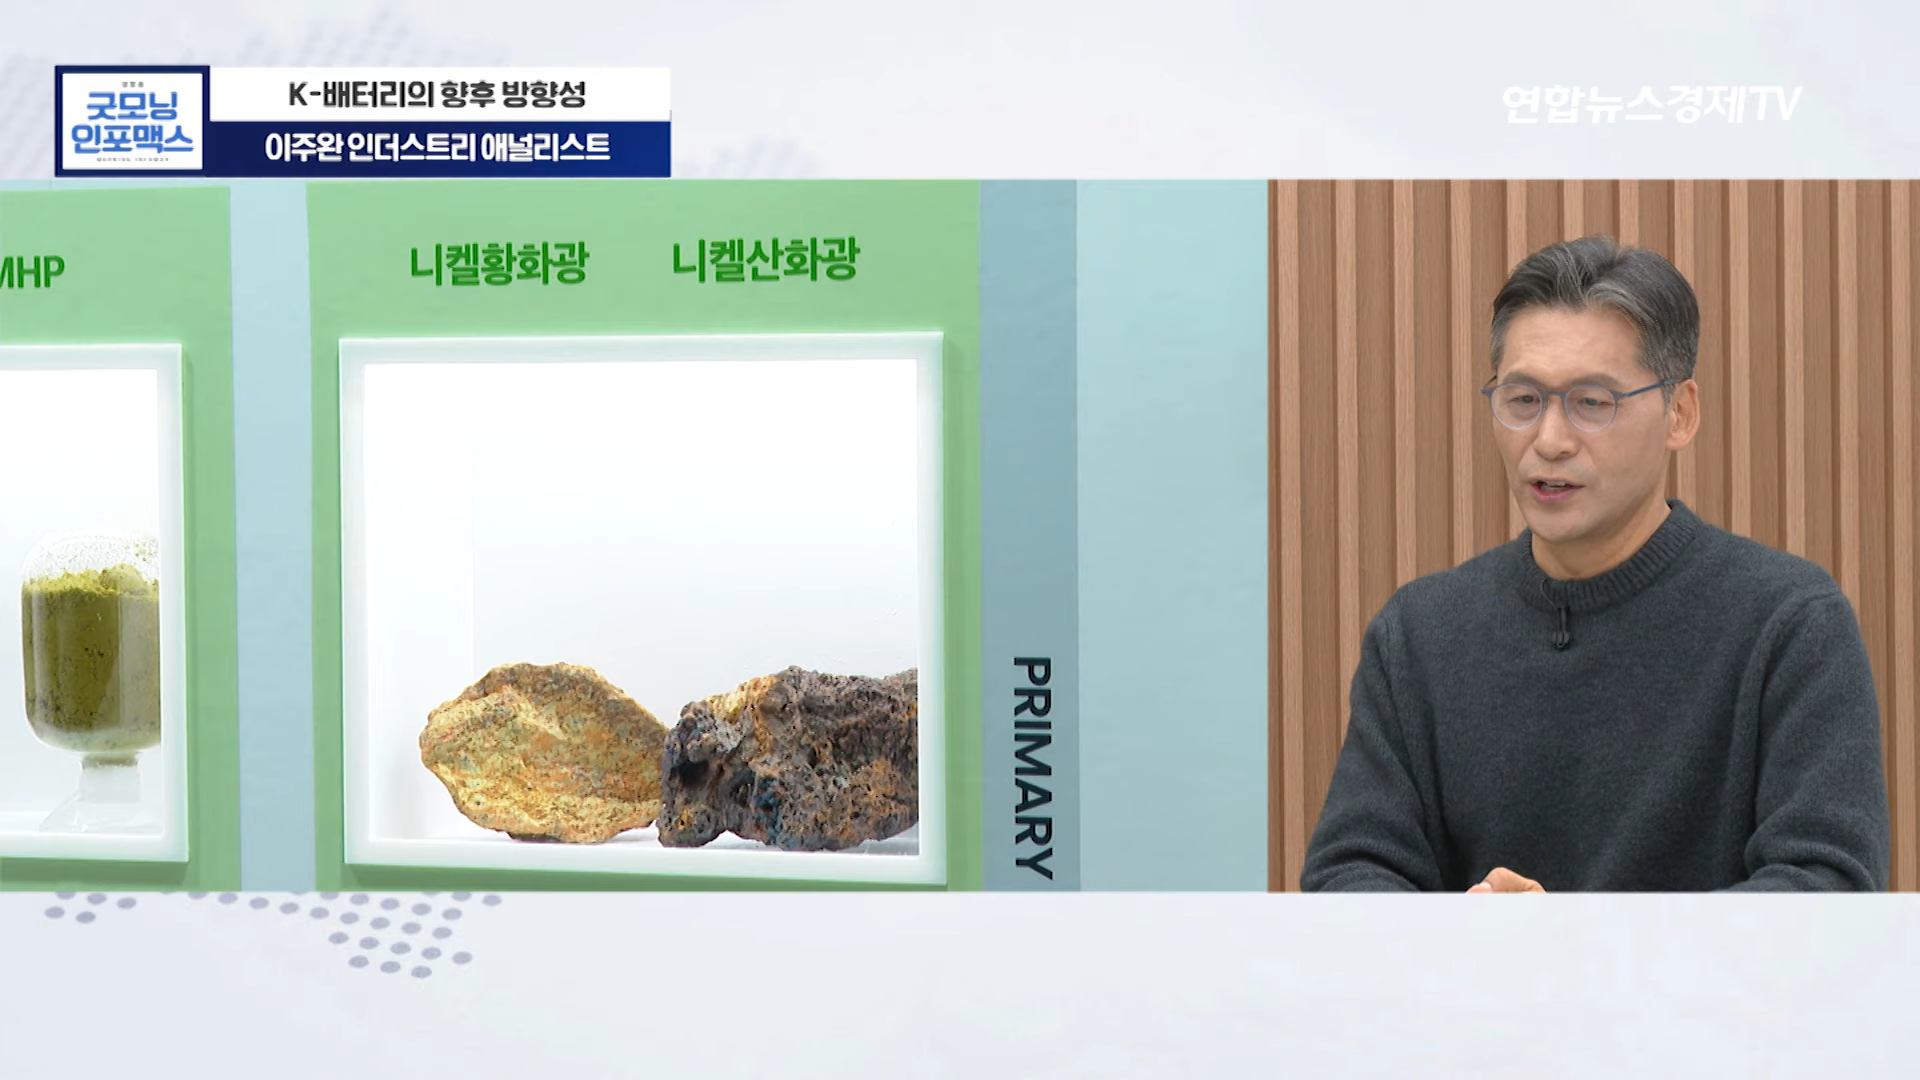 굿모닝
인포맥스
K-배터리의 향후 방향성
이주완 인더스트리 애널리스트
연합뉴스경제TV
MHP
니켈황화광 니켈산화광
PRIMARY